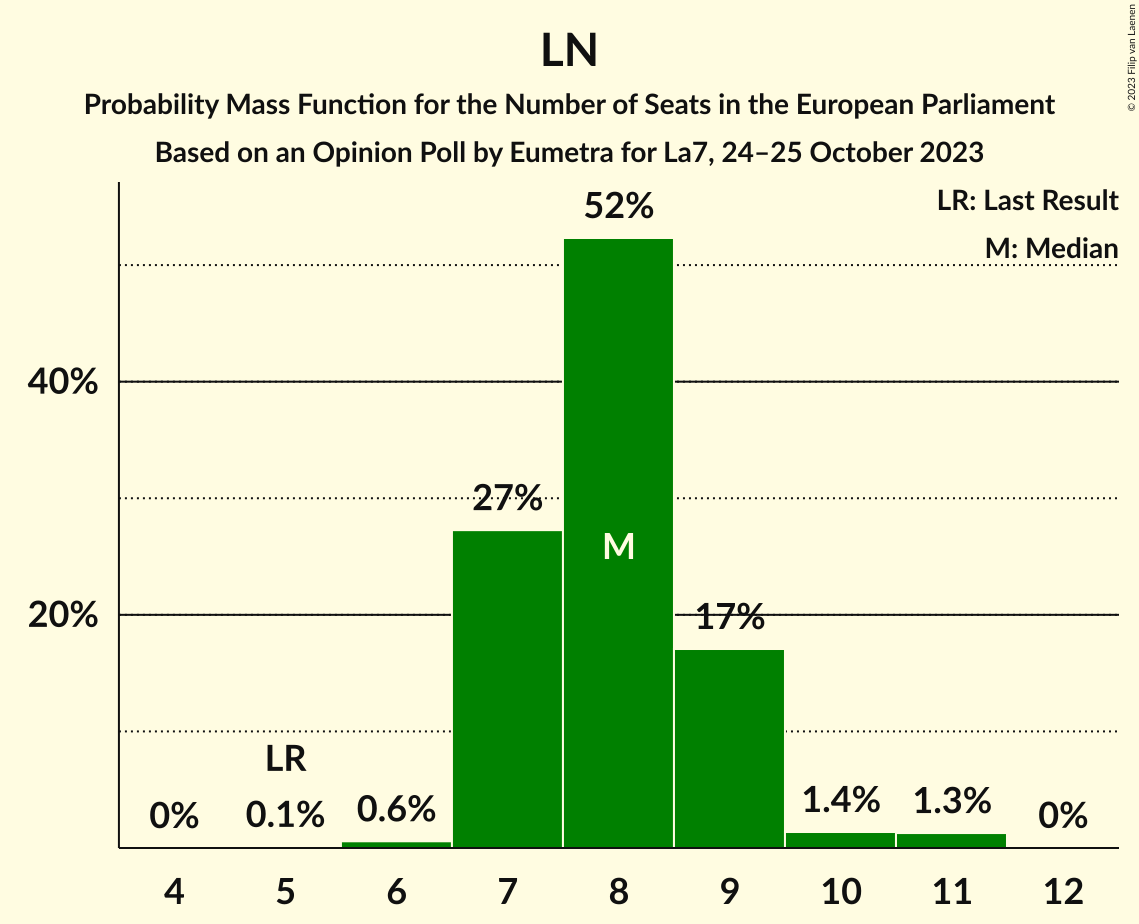 LN
Probability Mass Function for the Number of Seats in the European Parliament
Based on an Opinion Poll by Eumetra for La7, 24–25 October 2023
© 2023 Filip van Laenen
LR: Last Result
M: Median
52%
40%
27%
M
20%
17%
LR
0%
0.1%
0.6%
1.4%
1.3%
0%
4 5 6 7 8 9 10 11 12